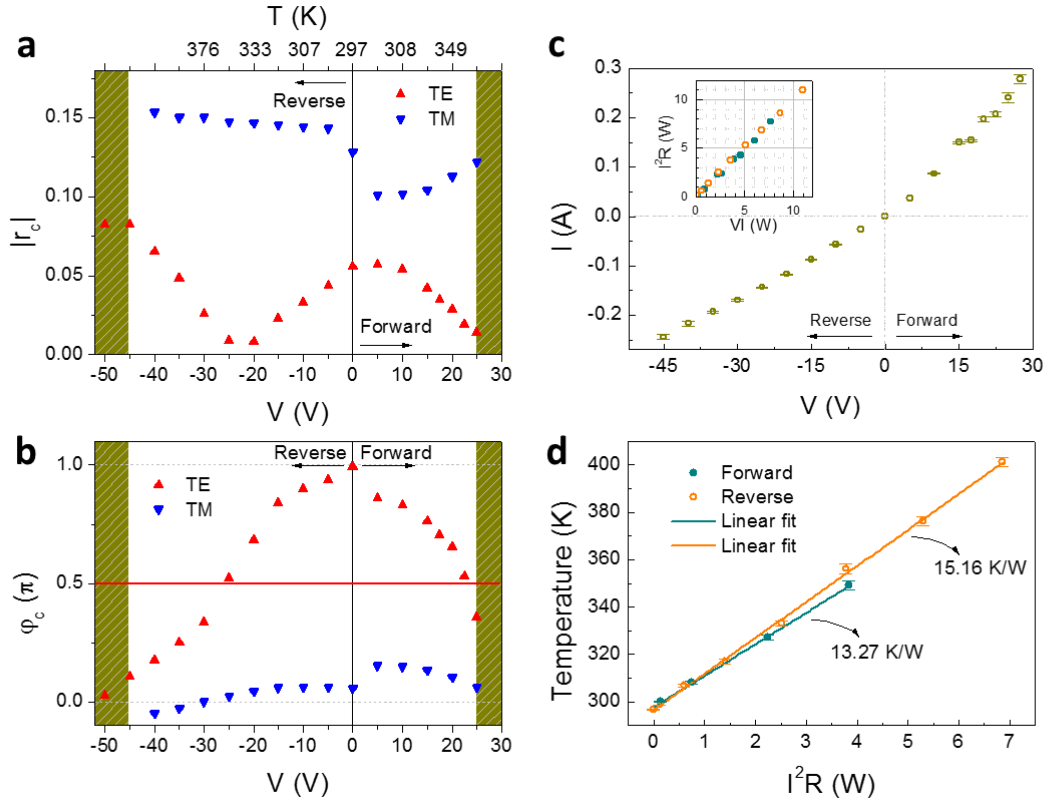 a
T (K)
376 333 307 297 308 349
Reverse
TE
TM
Forward
|r_c|
0.15
0.10
0.05
0.00
-50 -40 -30 -20 -10 0 10 20 30
V (V)
b
Reverse Forward
TE
TM
φ_c (π)
1.0
0.5
0.0
-50 -40 -30 -20 -10 0 10 20 30
V (V)
c
I (A)
0.3
0.2
0.1
0.0
-0.1
-0.2
I²R (W)
10
5
0
0 5 10
VI (W)
Reverse Forward
-45 -30 -15 0 15 30
V (V)
d
Forward
Reverse
Linear fit
Linear fit
15.16 K/W
13.27 K/W
Temperature (K)
400
380
360
340
320
300
0 1 2 3 4 5 6 7
I²R (W)